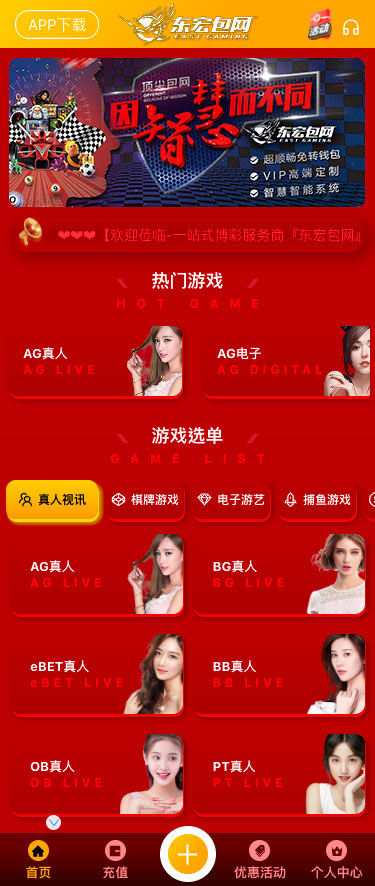 APP下载
东宏包网
EAST GAMING
活动
顶尖包网
DIFFERENT
BECAUSE OF WISDOM
因智慧而不同
东宏包网
EAST GAMING
超顺畅免转钱包
VIP高端定制
智慧智能系统
❤❤❤【欢迎莅临-一站式博彩服务商『东宏包网』
热门游戏
HOT GAME
AG真人
AG LIVE
AG电子
AG DIGITAL
游戏选单
GAME LIST
真人视讯
棋牌游戏
电子游艺
捕鱼游戏
AG真人
AG LIVE
BG真人
BG LIVE
eBET真人
eBET LIVE
BB真人
BB LIVE
OB真人
OB LIVE
PT真人
PT LIVE
首页
充值
优惠活动
个人中心